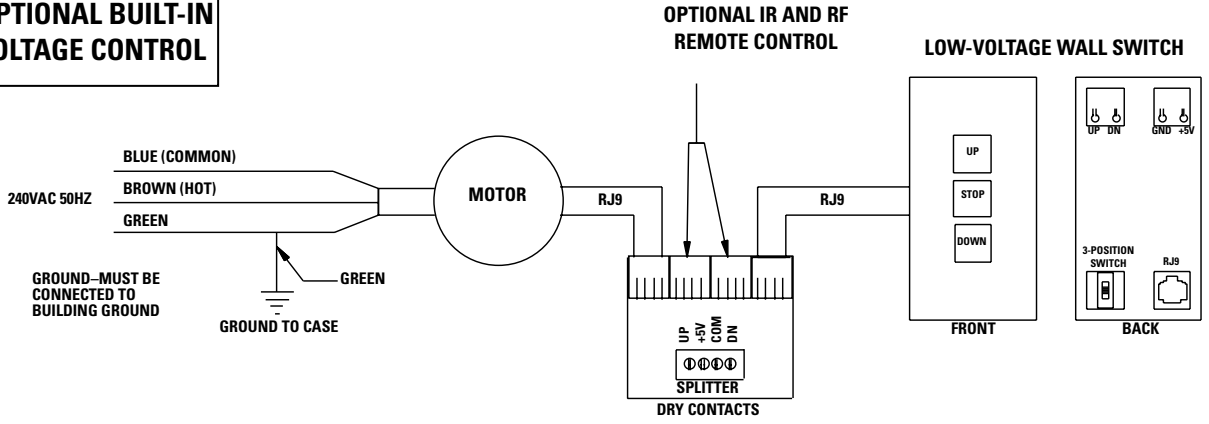 PTIONAL BUILT-IN
OLTAGE CONTROL
OPTIONAL IR AND RF
REMOTE CONTROL
LOW-VOLTAGE WALL SWITCH
240VAC 50HZ
BLUE (COMMON)
BROWN (HOT)
GREEN
GROUND–MUST BE
CONNECTED TO
BUILDING GROUND
GREEN
GROUND TO CASE
MOTOR
RJ9
RJ9
UP
+5V
COM
DN
SPLITTER
DRY CONTACTS
UP
STOP
DOWN
FRONT
UP DN
GND +5V
3-POSITION
SWITCH
RJ9
BACK